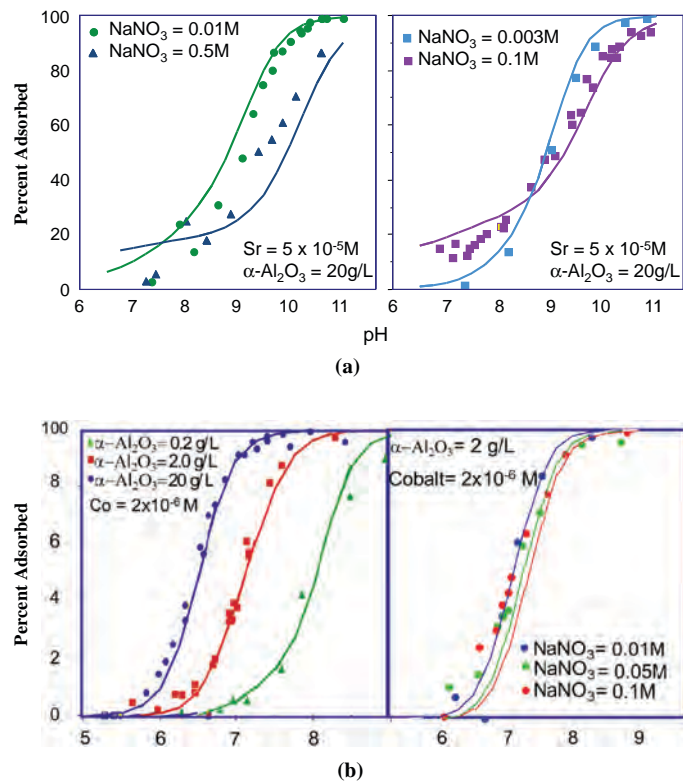 NaNO3 = 0.01M
NaNO3 = 0.5M
Sr = 5 x 10-5M
α-Al2O3 = 20g/L
Percent Adsorbed
100
80
60
40
20
0
6 7 8 9 10 11
NaNO3 = 0.003M
NaNO3 = 0.1M
Sr = 5 x 10-5M
α-Al2O3 = 20g/L
6 7 8 9 10 11
pH
(a)
α−Al2O3= 0.2 g/L
α−Al2O3= 2.0 g/L
α−Al2O3= 20 g/L
Co = 2x10-6 M
Percent Adsorbed
100
8
6
4
2
0
5 6 7 8
α−Al2O3= 2 g/L
Cobalt= 2x10-6 M
NaNO3= 0.01M
NaNO3= 0.05M
NaNO3= 0.1M
6 7 8 9
(b)